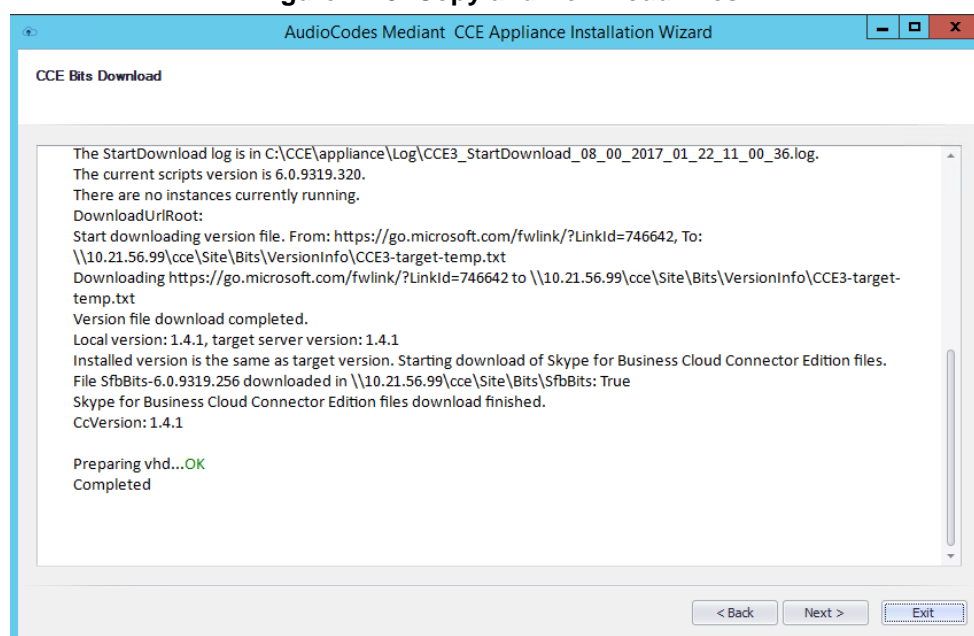 AudioCodes Mediant CCE Appliance Installation Wizard
CCE Bits Download
The StartDownload log is in C:\CCE\appliance\Log\CCE3_StartDownload_08_00_2017_01_22_11_00_36.log.
The current scripts version is 6.0.9319.320.
There are no instances currently running.
DownloadUrlRoot:
Start downloading version file. From: https://go.microsoft.com/fwlink/?LinkId=746642, To:
\\10.21.56.99\cce\Site\Bits\VersionInfo\CCE3-target-temp.txt
Downloading https://go.microsoft.com/fwlink/?LinkId=746642 to \\10.21.56.99\cce\Site\Bits\VersionInfo\CCE3-target-
temp.txt
Version file download completed.
Local version: 1.4.1, target server version: 1.4.1
Installed version is the same as target version. Starting download of Skype for Business Cloud Connector Edition files.
File SfbBits-6.0.9319.256 downloaded in \\10.21.56.99\cce\Site\Bits\SfbBits: True
Skype for Business Cloud Connector Edition files download finished.
CcVersion: 1.4.1
Preparing vhd...OK
Completed
< Back Next > Exit